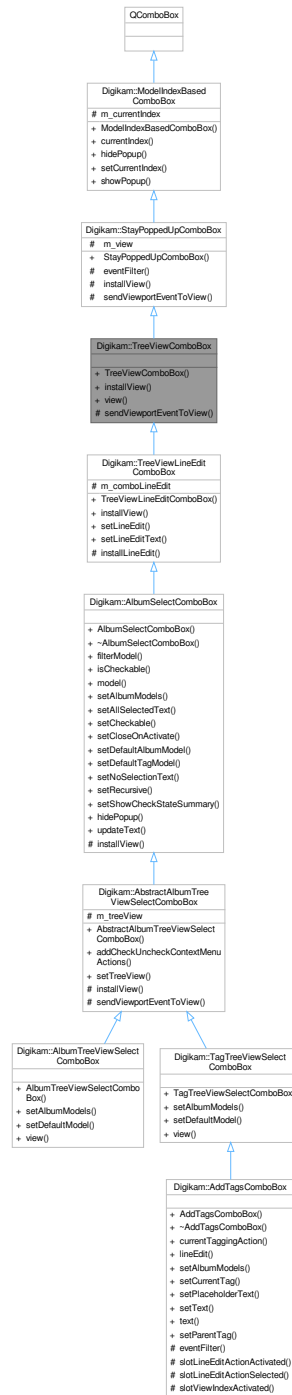 QComboBox
Digikam::ModelIndexBased
ComboBox
# m_currentIndex
+ ModelIndexBasedComboBox()
+ currentIndex()
+ hidePopup()
+ setCurrentIndex()
+ showPopup()
Digikam::StayPoppedUpComboBox
# m_view
+ StayPoppedUpComboBox()
# eventFilter()
# installView()
# sendViewportEventToView()
Digikam::TreeViewComboBox
+ TreeViewComboBox()
+ installView()
+ view()
# sendViewportEventToView()
Digikam::TreeViewLineEdit
ComboBox
# m_comboLineEdit
+ TreeViewLineEditComboBox()
+ installView()
+ setLineEdit()
+ setLineEditText()
# installLineEdit()
Digikam::AlbumSelectComboBox
+ AlbumSelectComboBox()
+ ~AlbumSelectComboBox()
+ filterModel()
+ isCheckable()
+ model()
+ setAlbumModels()
+ setAllSelectedText()
+ setCheckable()
+ setCloseOnActivate()
+ setDefaultAlbumModel()
+ setDefaultTagModel()
+ setNoSelectionText()
+ setRecursive()
+ setShowCheckStateSummary()
+ hidePopup()
+ updateText()
# installView()
Digikam::AbstractAlbumTree
ViewSelectComboBox
# m_treeView
+ AbstractAlbumTreeViewSelect
ComboBox()
+ addCheckUncheckContextMenu
Actions()
+ setTreeView()
# installView()
# sendViewportEventToView()
Digikam::AlbumTreeViewSelect
ComboBox
+ AlbumTreeViewSelectCombo
Box()
+ setAlbumModels()
+ setDefaultModel()
+ view()
Digikam::TagTreeViewSelect
ComboBox
+ TagTreeViewSelectComboBox()
+ setAlbumModels()
+ setDefaultModel()
+ view()
Digikam::AddTagsComboBox
+ AddTagsComboBox()
+ ~AddTagsComboBox()
+ currentTaggingAction()
+ lineEdit()
+ setAlbumModels()
+ setCurrentTag()
+ setPlaceholderText()
+ setText()
+ text()
+ setParentTag()
# eventFilter()
# slotLineEditActionActivated()
# slotLineEditActionSelected()
# slotViewIndexActivated()